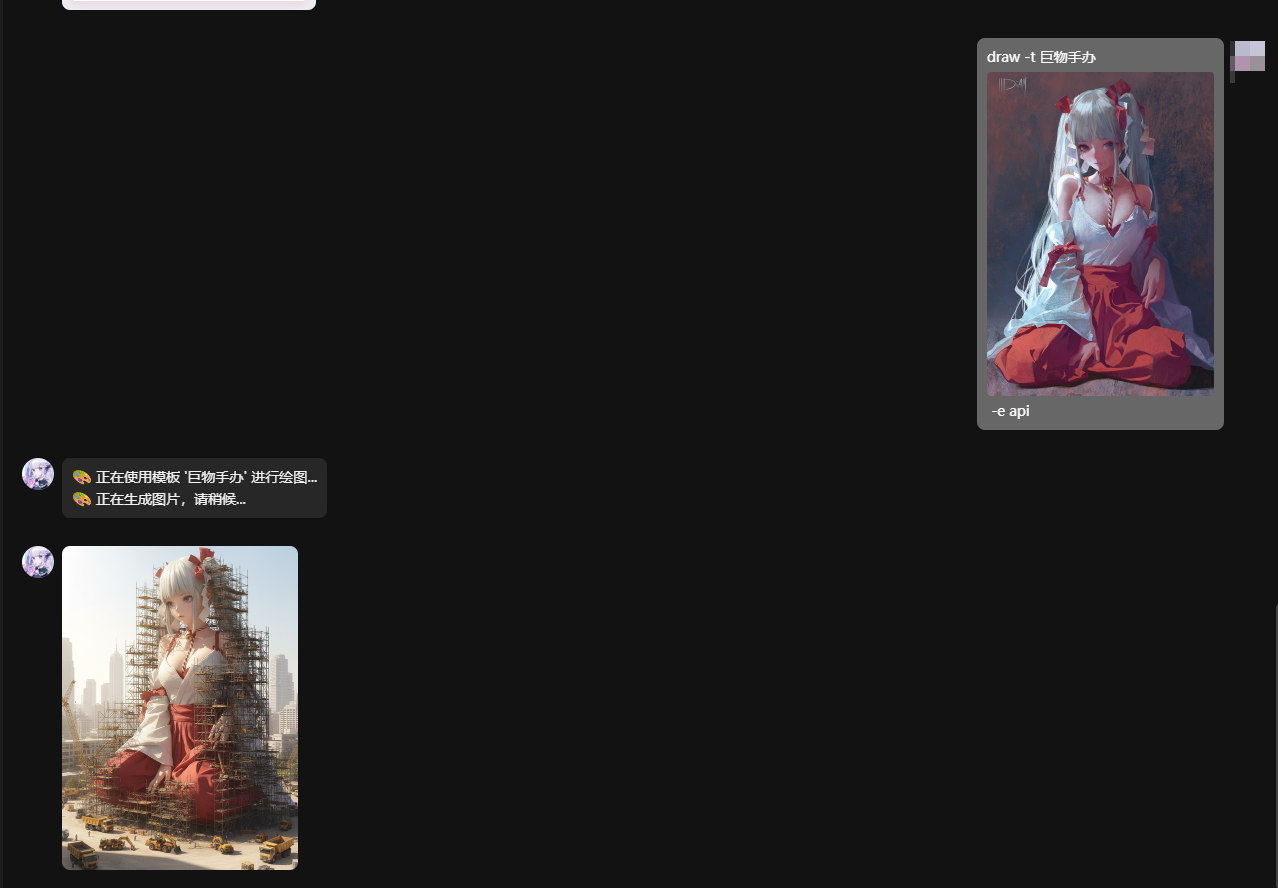 draw -t 巨物手办
-e api
🎨 正在使用模板 '巨物手办' 进行绘图...
🎨 正在生成图片，请稍候...